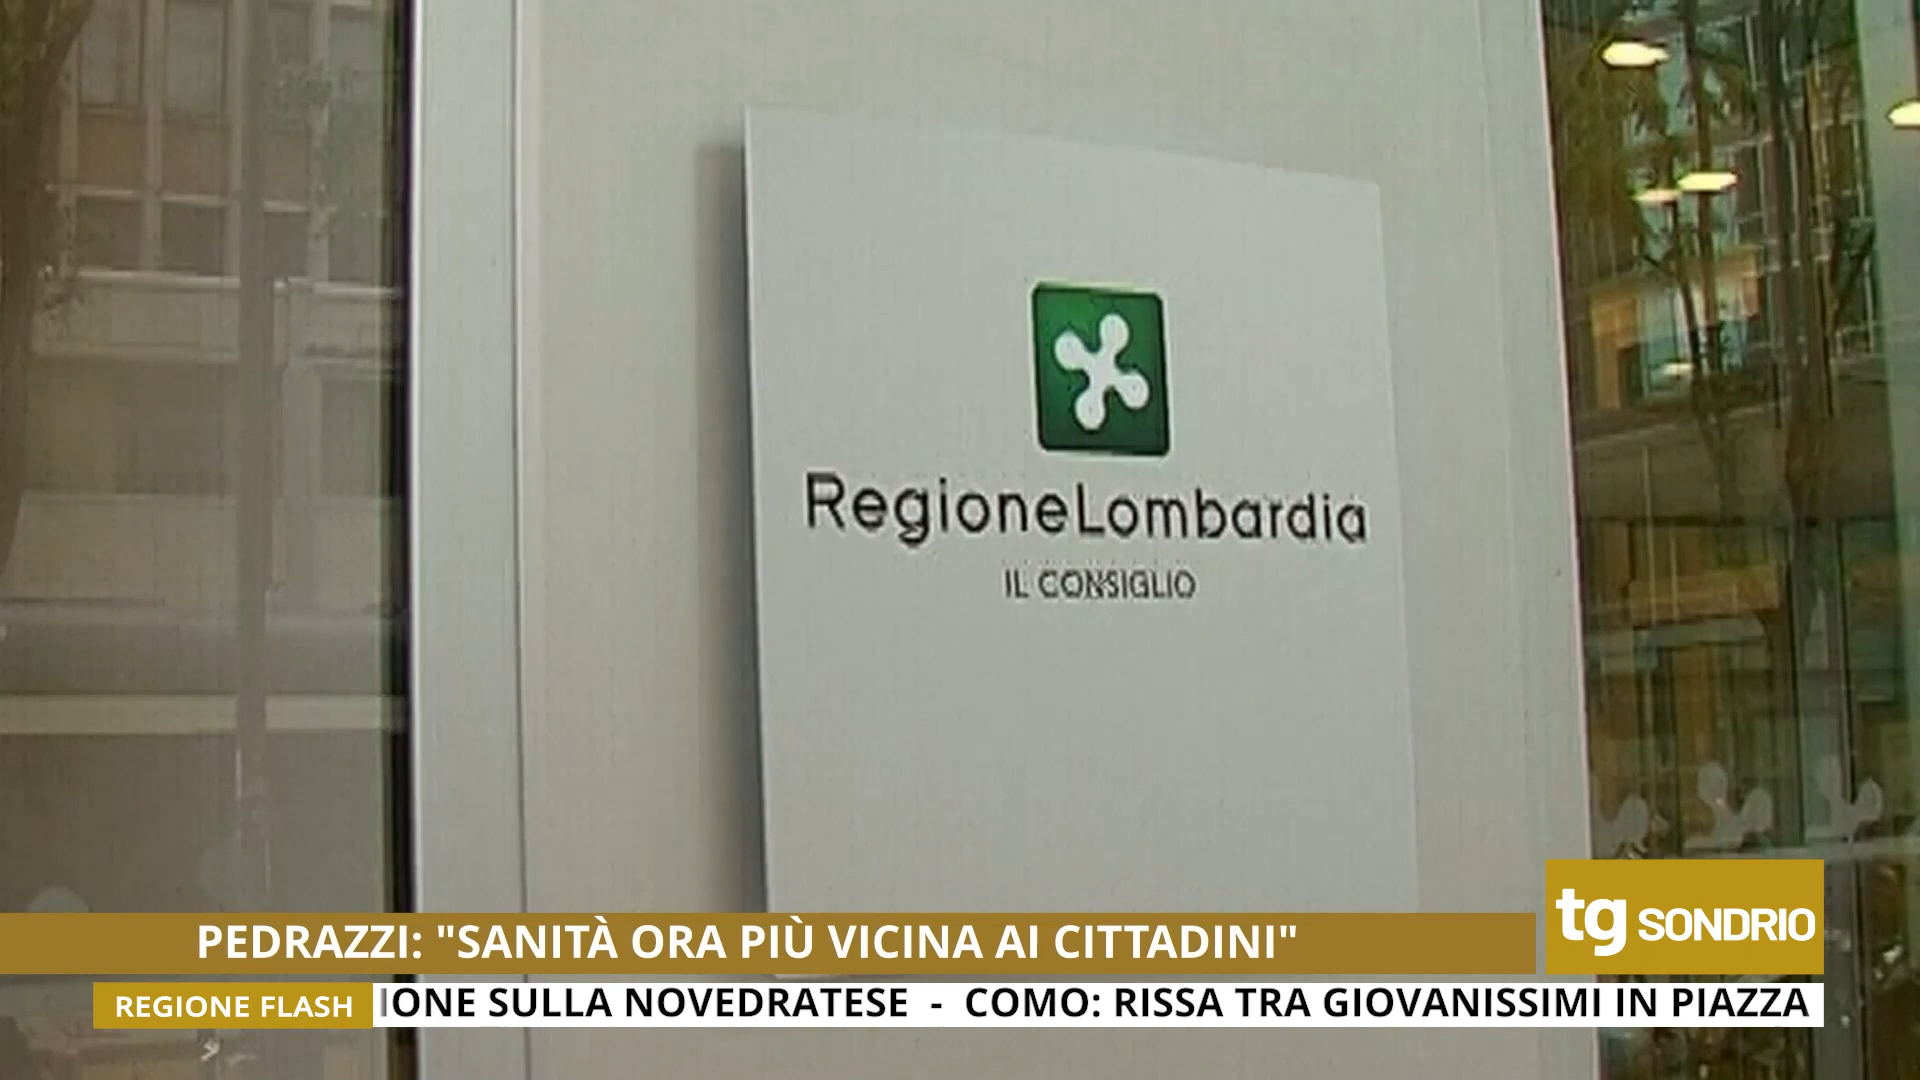 RegioneLombardia
IL CONSIGLIO
PEDRAZZI: "SANITÀ ORA PIÙ VICINA AI CITTADINI"
tg SONDRIO
REGIONE FLASH
IONE SULLA NOVEDRATESE - COMO: RISSA TRA GIOVANISSIMI IN PIAZZA